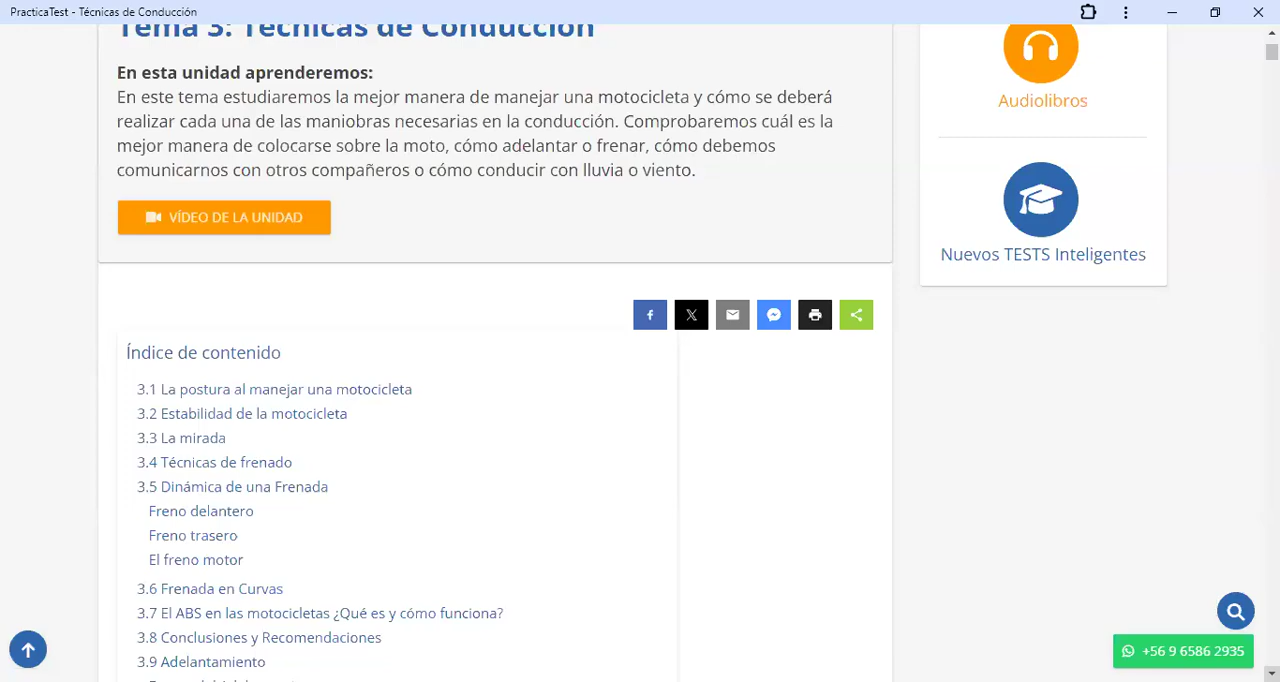 PracticaTest - Técnicas de Conducción
Tema 3: Técnicas de Conducción
En esta unidad aprenderemos:
En este tema estudiaremos la mejor manera de manejar una motocicleta y cómo se deberá
realizar cada una de las maniobras necesarias en la conducción. Comprobaremos cuál es la
mejor manera de colocarse sobre la moto, cómo adelantar o frenar, cómo debemos
comunicarnos con otros compañeros o cómo conducir con lluvia o viento.
VÍDEO DE LA UNIDAD
Audiolibros
Nuevos TESTS Inteligentes
Índice de contenido
3.1 La postura al manejar una motocicleta
3.2 Estabilidad de la motocicleta
3.3 La mirada
3.4 Técnicas de frenado
3.5 Dinámica de una Frenada
Freno delantero
Freno trasero
El freno motor
3.6 Frenada en Curvas
3.7 El ABS en las motocicletas ¿Qué es y cómo funciona?
3.8 Conclusiones y Recomendaciones
3.9 Adelantamiento
+56 9 6586 2935